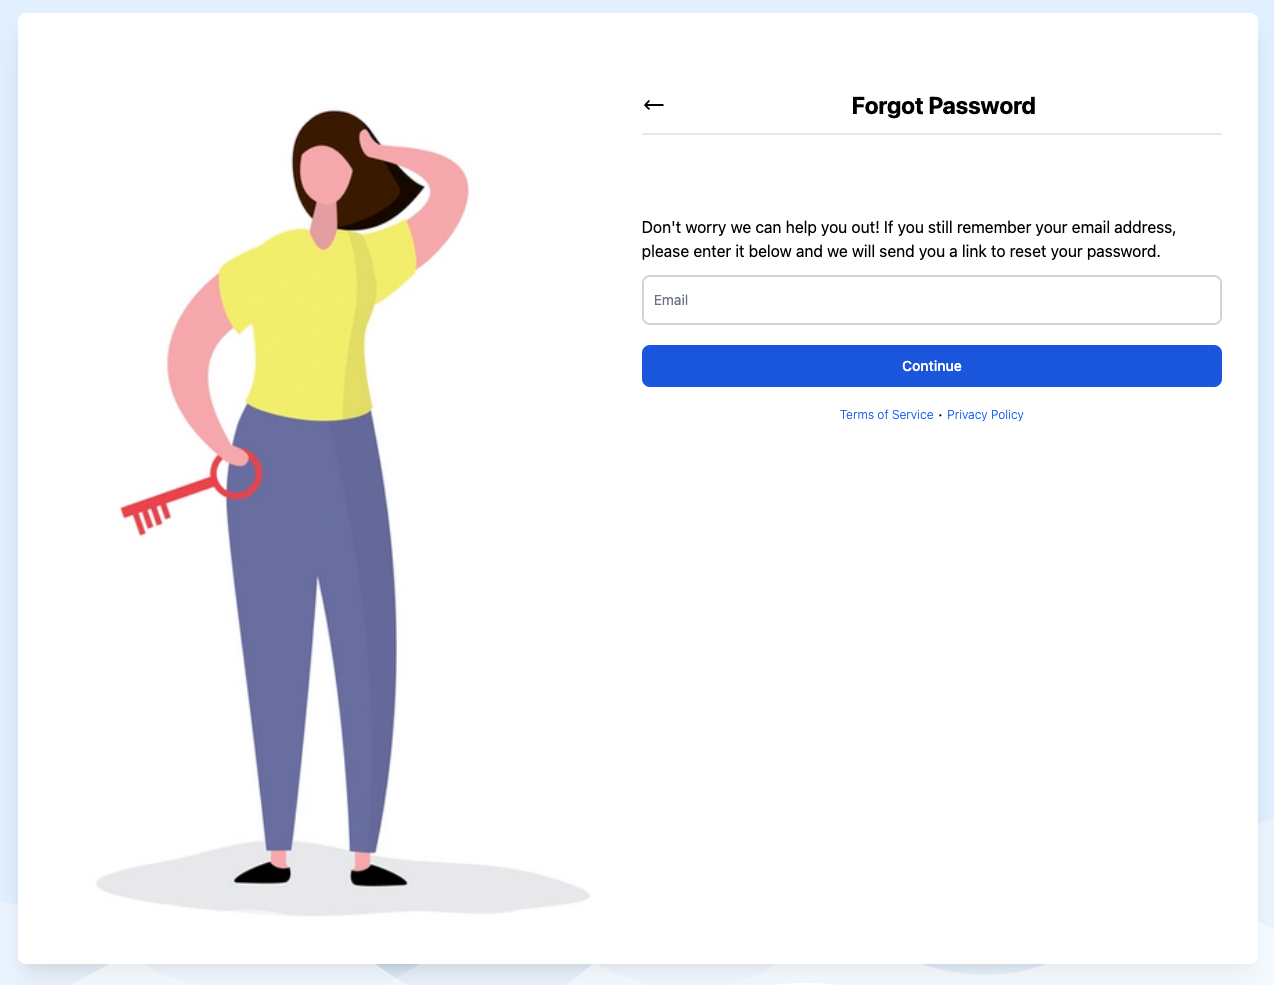 Forgot Password
Don't worry we can help you out! If you still remember your email address,
please enter it below and we will send you a link to reset your password.
Email
Continue
Terms of Service • Privacy Policy